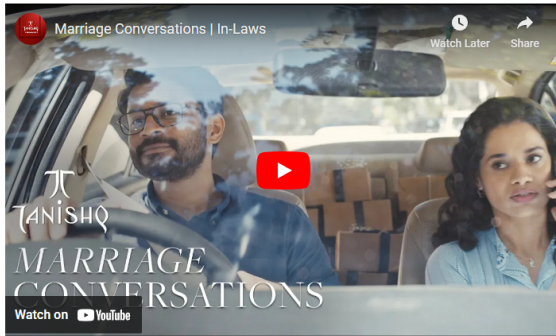 Marriage Conversations | In-Laws
Watch Later
Share
TANISHQ
MARRIAGE
CONVERSATIONS
Watch on YouTube